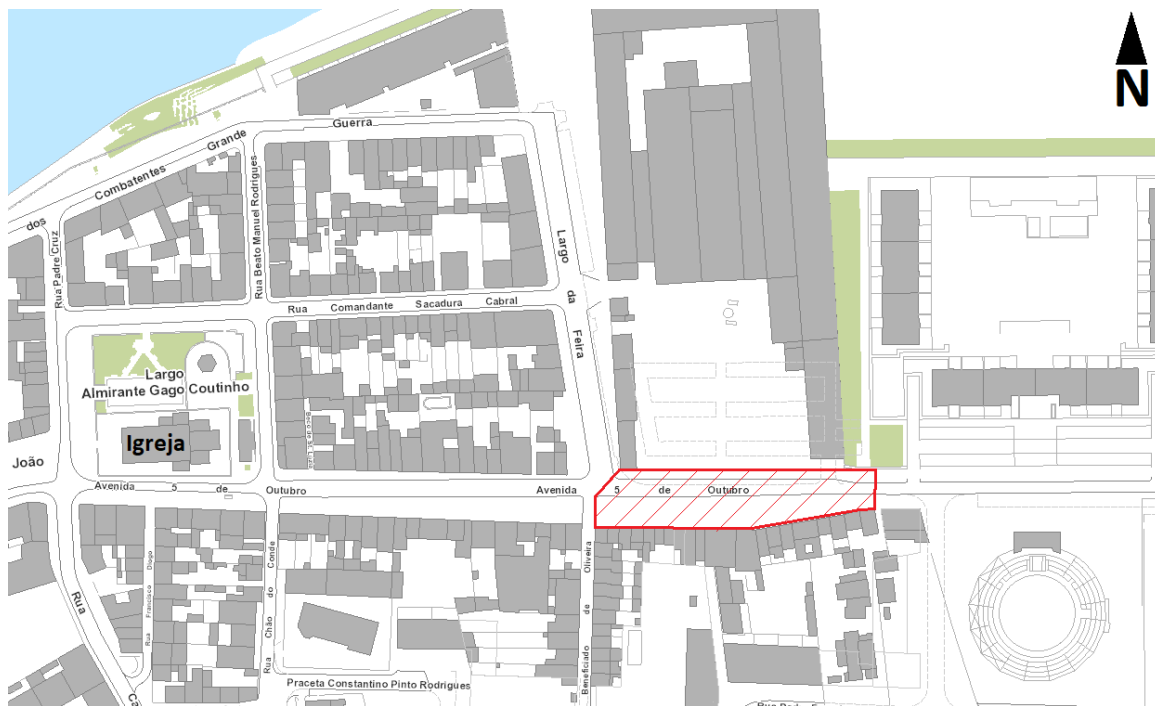 N
Guerra
Grande
Combatentes
dos
Rua Padre Cruz
Rua Beato Manuel Rodrigues
Largo
da
Feira
Rua Comandante Sacadura Cabral
Largo
Almirante Gago Coutinho
Igreja
João
Avenida 5 de Outubro
Avenida 5 de Outubro
Rua Francisco Diogo
Rua Chão do Conde
Beneficiado de Oliveira
Rua
Praceta Constantino Pinto Rodrigues